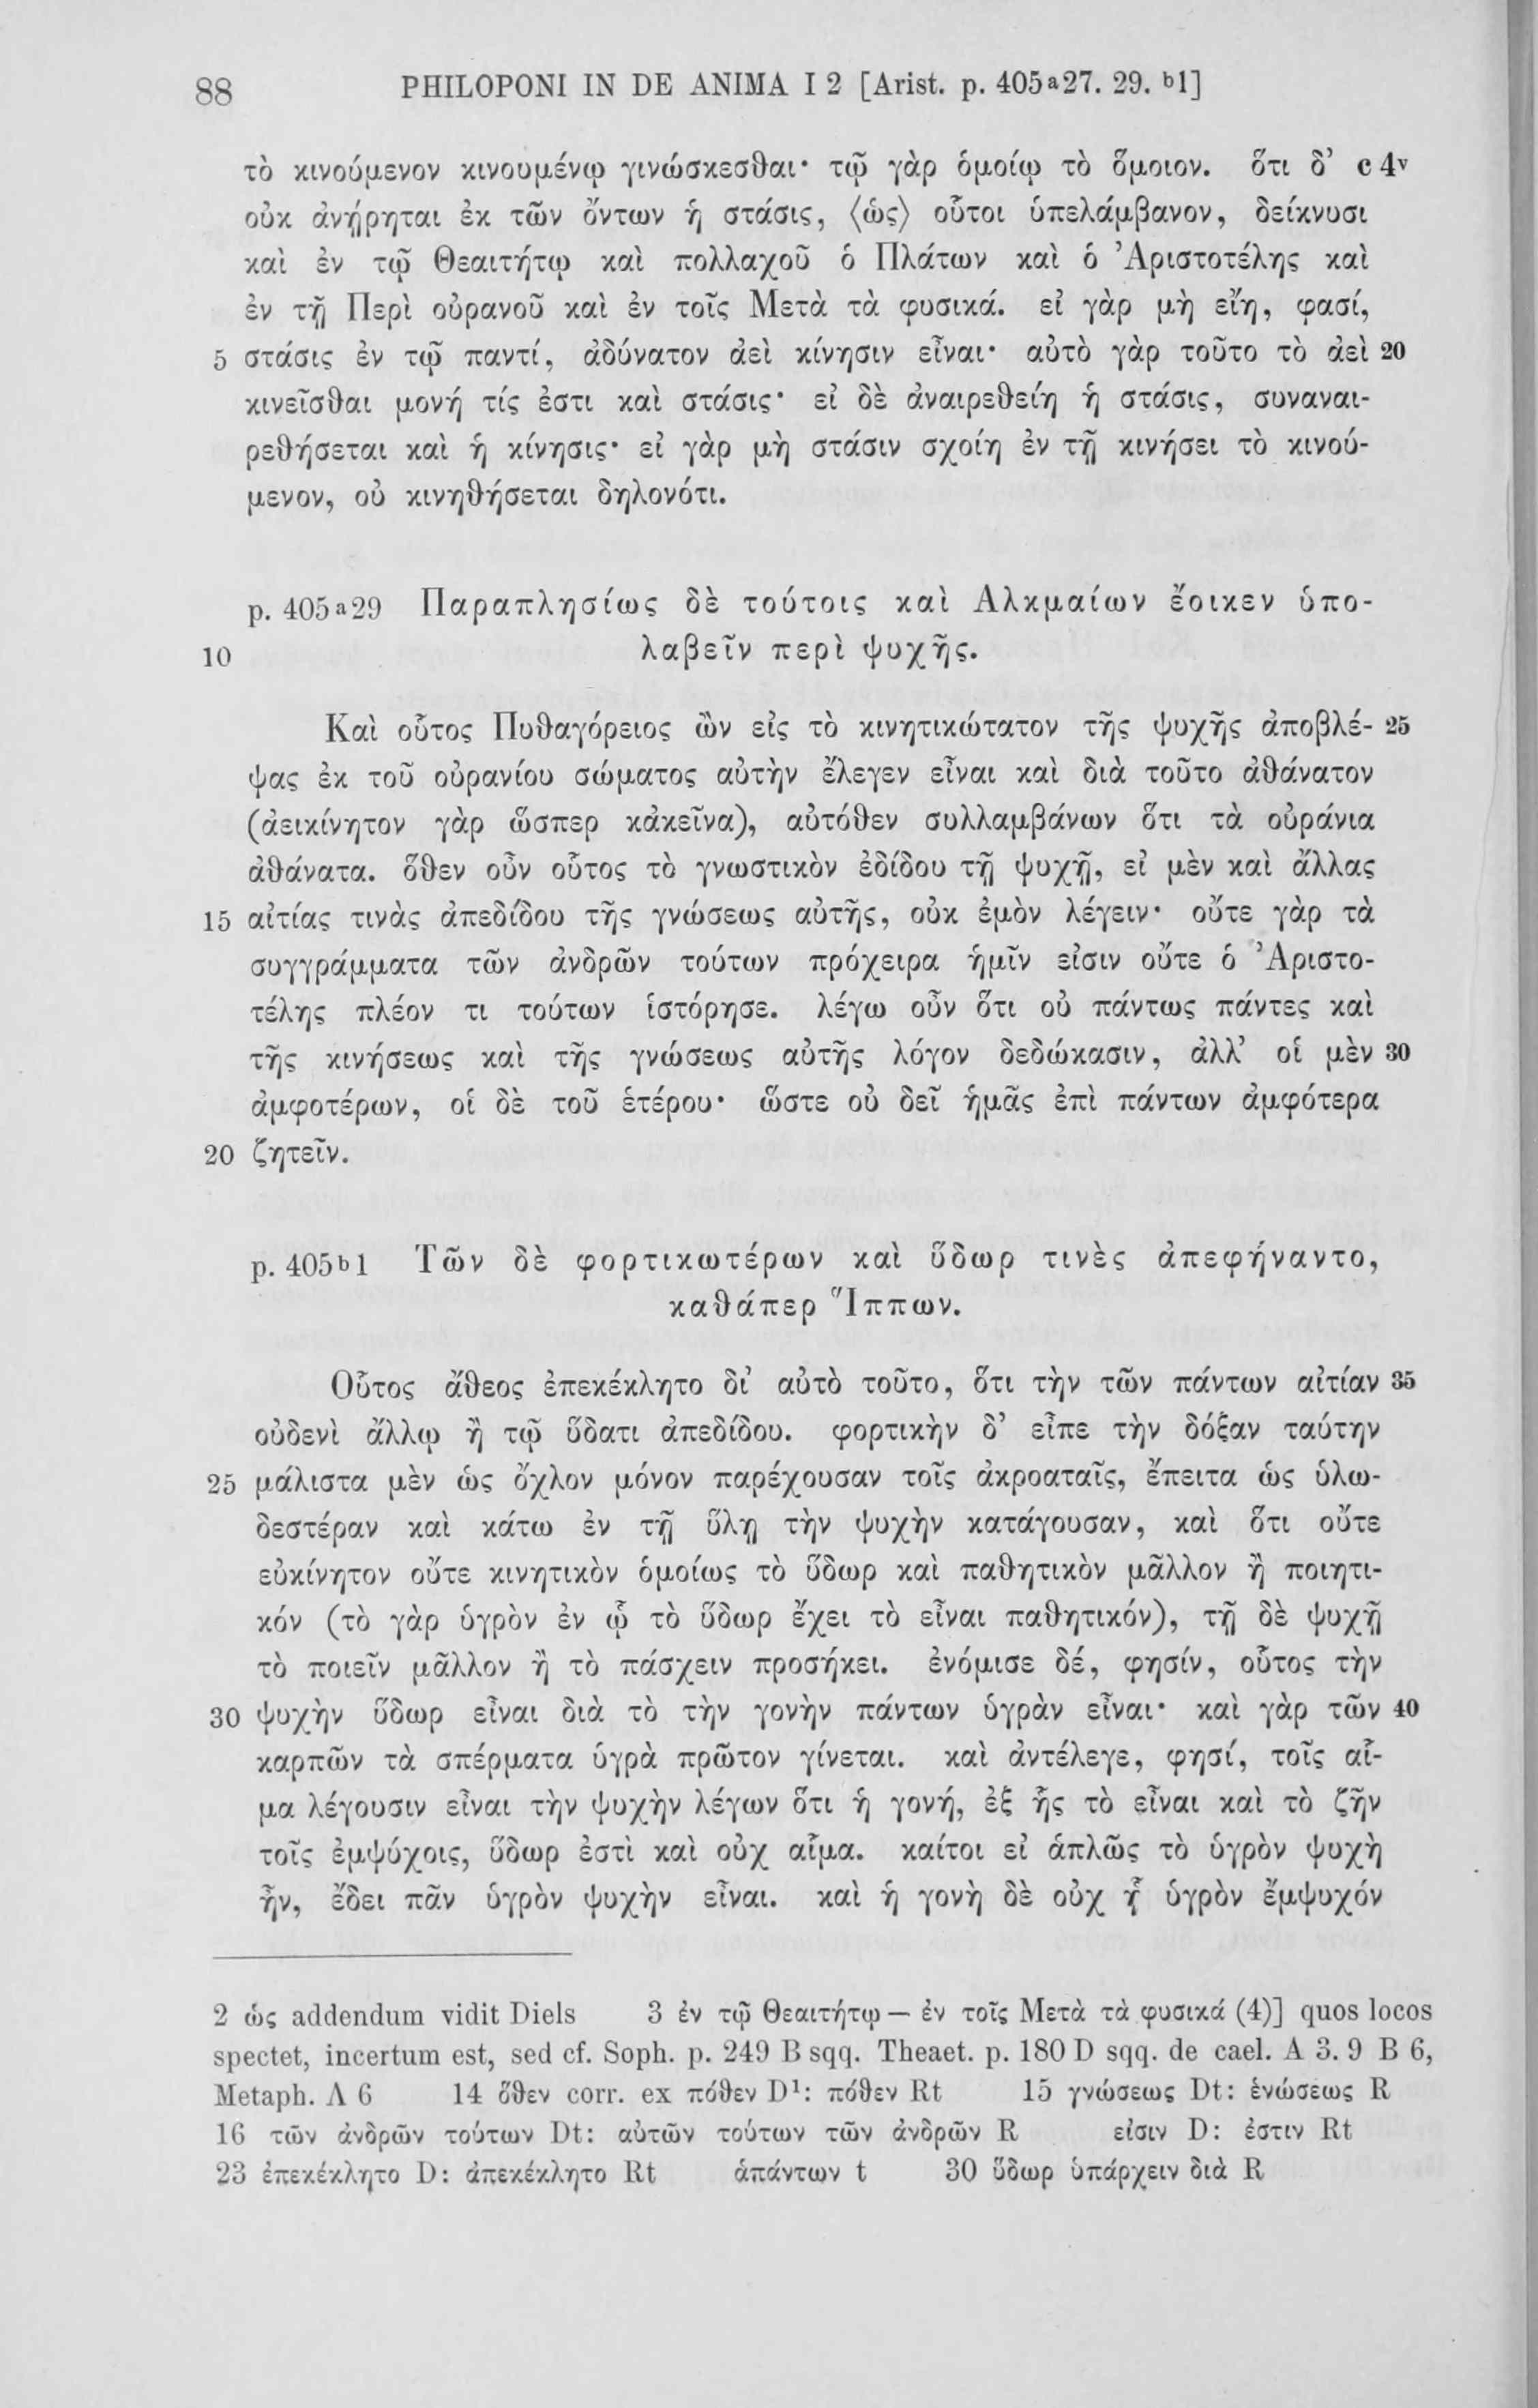 88 PHILOPONI IN DE ANIMA I 2 [Arist. p. 405ᵃ27. 29. ᵇ1]
τὸ κινούμενον κινουμένῳ γινώσκεσθαι· τῷ γὰρ ὁμοίῳ τὸ ὅμοιον. ὅτι δ’ c 4ᵛ
οὐκ ἀνῄρηται ἐκ τῶν ὄντων ἡ στάσις, ⟨ὡς⟩ οὗτοι ὑπελάμβανον, δείκνυσι
καὶ ἐν τῷ Θεαιτήτῳ καὶ πολλαχοῦ ὁ Πλάτων καὶ ὁ Ἀριστοτέλης καὶ
ἐν τῇ Περὶ οὐρανοῦ καὶ ἐν τοῖς Μετὰ τὰ φυσικά. εἰ γὰρ μὴ εἴη, φασί,
5 στάσις ἐν τῷ παντί, ἀδύνατον ἀεὶ κίνησιν εἶναι· αὐτὸ γὰρ τοῦτο τὸ ἀεὶ 20
κινεῖσθαι μονή τίς ἐστι καὶ στάσις· εἰ δὲ ἀναιρεθείη ἡ στάσις, συναναι-
ρεθήσεται καὶ ἡ κίνησις· εἰ γὰρ μὴ στάσιν σχοίη ἐν τῇ κινήσει τὸ κινού-
μενον, οὐ κινηθήσεται δηλονότι.
p. 405ᵃ29 Παραπλησίως δὲ τούτοις καὶ Αλκμαίων ἔοικεν ὑπο-
10 λαβεῖν περὶ ψυχῆς.
Καὶ οὗτος Πυθαγόρειος ὢν εἰς τὸ κινητικώτατον τῆς ψυχῆς ἀποβλέ- 25
ψας ἐκ τοῦ οὐρανίου σώματος αὐτὴν ἔλεγεν εἶναι καὶ διὰ τοῦτο ἀθάνατον
(ἀεικίνητον γὰρ ὥσπερ κἀκεῖνα), αὐτόθεν συλλαμβάνων ὅτι τὰ οὐράνια
ἀθάνατα. ὅθεν οὖν οὗτος τὸ γνωστικὸν ἐδίδου τῇ ψυχῇ, εἰ μὲν καὶ ἄλλας
15 αἰτίας τινὰς ἀπεδίδου τῆς γνώσεως αὐτῆς, οὐκ ἐμὸν λέγειν· οὔτε γὰρ τὰ
συγγράμματα τῶν ἀνδρῶν τούτων πρόχειρα ἡμῖν εἰσιν οὔτε ὁ Ἀριστο-
τέλης πλέον τι τούτων ἱστόρησε. λέγω οὖν ὅτι οὐ πάντως πάντες καὶ
τῆς κινήσεως καὶ τῆς γνώσεως αὐτῆς λόγον δεδώκασιν, ἀλλ’ οἱ μὲν 30
ἀμφοτέρων, οἱ δὲ τοῦ ἑτέρου· ὥστε οὐ δεῖ ἡμᾶς ἐπὶ πάντων ἀμφότερα
20 ζητεῖν.
p. 405ᵇ1 Τῶν δὲ φορτικωτέρων καὶ ὕδωρ τινὲς ἀπεφήναντο,
καθάπερ Ἵππων.
Οὗτος ἄθεος ἐπεκέκλητο δι’ αὐτὸ τοῦτο, ὅτι τὴν τῶν πάντων αἰτίαν 35
οὐδενὶ ἄλλῳ ἢ τῷ ὕδατι ἀπεδίδου. φορτικὴν δ’ εἶπε τὴν δόξαν ταύτην
25 μάλιστα μὲν ὡς ὄχλον μόνον παρέχουσαν τοῖς ἀκροαταῖς, ἔπειτα ὡς ὑλω-
δεστέραν καὶ κάτω ἐν τῇ ὕλῃ τὴν ψυχὴν κατάγουσαν, καὶ ὅτι οὔτε
εὐκίνητον οὔτε κινητικὸν ὁμοίως τὸ ὕδωρ καὶ παθητικὸν μᾶλλον ἢ ποιητι-
κόν (τὸ γὰρ ὑγρὸν ἐν ᾧ τὸ ὕδωρ ἔχει τὸ εἶναι παθητικόν), τῇ δὲ ψυχῇ
τὸ ποιεῖν μᾶλλον ἢ τὸ πάσχειν προσήκει. ἐνόμισε δέ, φησίν, οὗτος τὴν
30 ψυχὴν ὕδωρ εἶναι διὰ τὸ τὴν γονὴν πάντων ὑγρὰν εἶναι· καὶ γὰρ τῶν 40
καρπῶν τὰ σπέρματα ὑγρὰ πρῶτον γίνεται. καὶ ἀντέλεγε, φησί, τοῖς αἷ-
μα λέγουσιν εἶναι τὴν ψυχὴν λέγων ὅτι ἡ γονή, ἐξ ἧς τὸ εἶναι καὶ τὸ ζῆν
τοῖς ἐμψύχοις, ὕδωρ ἐστὶ καὶ οὐχ αἷμα. καίτοι εἰ ἁπλῶς τὸ ὑγρὸν ψυχὴ
ἦν, ἔδει πᾶν ὑγρὸν ψυχὴν εἶναι. καὶ ἡ γονὴ δὲ οὐχ ᾗ ὑγρὸν ἔμψυχόν
2 ὡς addendum vidit Diels 3 ἐν τῷ Θεαιτήτῳ — ἐν τοῖς Μετὰ τὰ φυσικά (4)] quos locos
spectet, incertum est, sed cf. Soph. p. 249 B sqq. Theaet. p. 180 D sqq. de cael. A 3. 9 B 6,
Metaph. Λ 6 14 ὅθεν corr. ex πόθεν D¹: πόθεν Rt 15 γνώσεως Dt: ἑνώσεως R
16 τῶν ἀνδρῶν τούτων Dt: αὐτῶν τούτων τῶν ἀνδρῶν R εἰσιν D: ἐστιν Rt
23 ἐπεκέκλητο D: ἀπεκέκλητο Rt ἁπάντων t 30 ὕδωρ ὑπάρχειν διὰ R